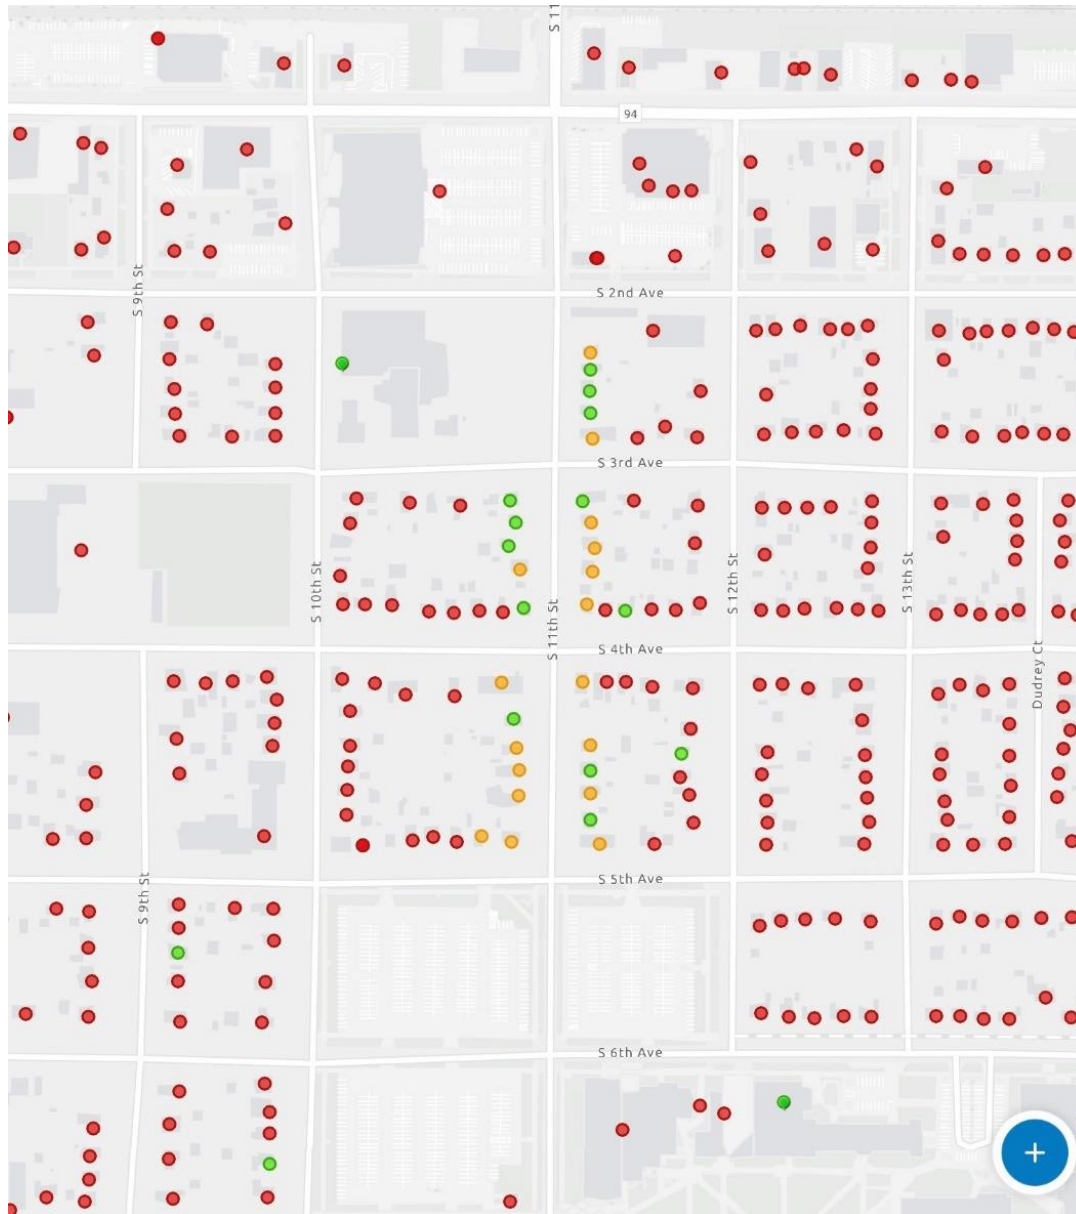 S 11
94
S 2nd Ave
S 9th St
S 3rd Ave
S 10th St
S 11th St
S 12th St
S 13th St
S 4th Ave
Dudrey Ct
S 5th Ave
S 9th St
S 6th Ave
+